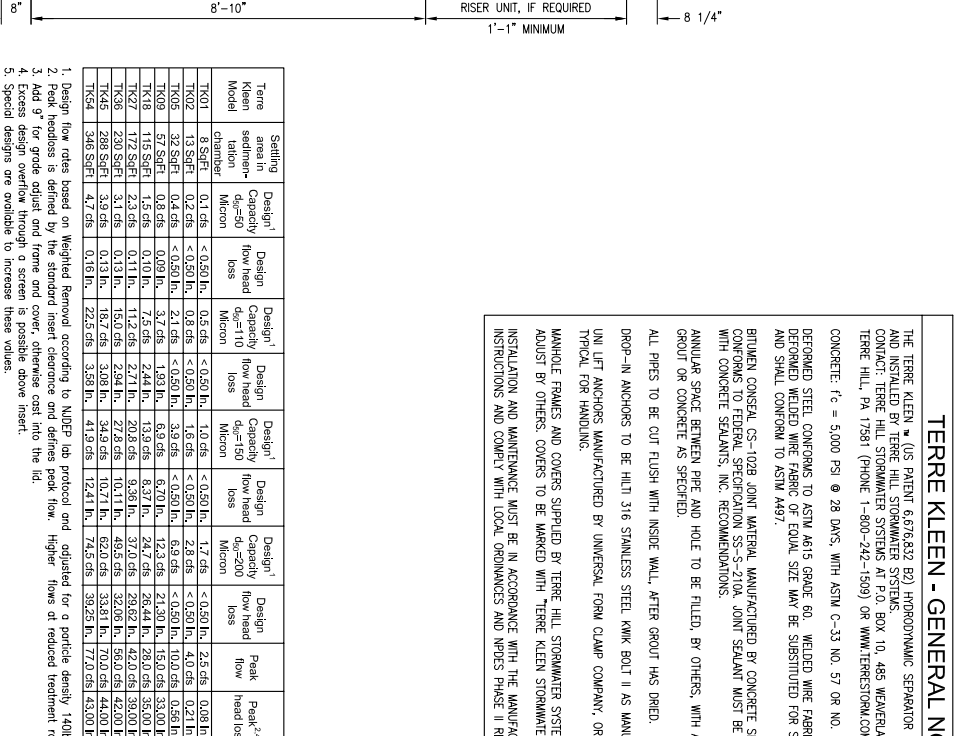 8"
8'-10"
RISER UNIT, IF REQUIRED
1'-1" MINIMUM
8 1/4"
TERRE KLEEN - GENERAL
THE TERRE KLEEN ™ (US PATENT 6,676,832 B2) HYDRODYNAMIC SEPARATOR
AND INSTALLED BY TERRE HILL STORMWATER SYSTEMS.
CONTACT: TERRE HILL STORMWATER SYSTEMS AT P.O. BOX 10, 485 WEAVERLA
TERRE HILL, PA 17581 (PHONE 1-800-242-1509) OR WWW.TERRESTORM.CO
CONCRETE: f'c = 5,000 PSI @ 28 DAYS, WITH ASTM C-33 NO. 57 OR NO.
DEFORMED STEEL CONFORMS TO ASTM A615 GRADE 60. WELDED WIRE FABRI
DEFORMED WELDED WIRE FABRIC OF EQUAL SIZE MAY BE SUBSTITUTED FOR S
AND SHALL CONFORM TO ASTM A497.
BITUMEN CONSEAL CS-102B JOINT MATERIAL MANUFACTURED BY CONCRETE S
CONFORMS TO FEDERAL SPECIFICATION SS-S-210A. JOINT SEALANT MUST BE
WITH CONCRETE SEALANTS, INC. RECOMMENDATIONS.
ANNULAR SPACE BETWEEN PIPE AND HOLE TO BE FILLED, BY OTHERS, WITH A
GROUT OR CONCRETE AS SPECIFIED.
ALL PIPES TO BE CUT FLUSH WITH INSIDE WALL, AFTER GROUT HAS DRIED.
DROP-IN ANCHORS TO BE HILTI 316 STAINLESS STEEL KWIK BOLT II AS MANU
UNI LIFT ANCHORS MANUFACTURED BY UNIVERSAL FORM CLAMP COMPANY, OR
TYPICAL FOR HANDLING.
MANHOLE FRAMES AND COVERS SUPPLIED BY TERRE HILL STORMWATER SYSTE
ADJUST BY OTHERS. COVERS TO BE MARKED WITH "TERRE KLEEN STORMWATE
INSTALLATION AND MAINTENANCE MUST BE IN ACCORDANCE WITH THE MANUFAC
INSTRUCTIONS AND COMPLY WITH LOCAL ORDINANCES AND NPDES PHASE II R
Terre Kleen Model | Settling area in sedimen- tation chamber | Design¹ Capacity d₅₀=50 Micron | Design flow head loss | Design¹ Capacity d₅₀=110 Micron | Design flow head loss | Design¹ Capacity d₅₀=150 Micron | Design flow head loss | Design¹ Capacity d₅₀=200 Micron | Design flow head loss | Peak flow | Peak²,⁴ head los
TK01 8 SqFt 0.1 cfs < 0.50 In. 0.5 cfs < 0.50 In. 1.0 cfs < 0.50 In. 1.7 cfs < 0.50 In. 2.5 cfs 0.08 In
TK02 13 SqFt 0.2 cfs < 0.50 In. 0.8 cfs < 0.50 In. 1.6 cfs < 0.50 In. 2.8 cfs < 0.50 In. 4.0 cfs 0.21 In
TK05 32 SqFt 0.4 cfs < 0.50 In. 2.1 cfs < 0.50 In. 3.9 cfs < 0.50 In. 6.9 cfs < 0.50 In. 10.0 cfs 0.56 In
TK09 57 SqFt 0.8 cfs 0.09 In. 3.7 cfs 1.93 In. 6.9 cfs 6.70 In. 12.3 cfs 21.30 In. 15.0 cfs 33.00 In
TK18 115 SqFt 1.5 cfs 0.10 In. 7.5 cfs 2.44 In. 13.9 cfs 8.37 In. 24.7 cfs 26.44 In. 28.0 cfs 35.00 In
TK27 172 SqFt 2.3 cfs 0.11 In. 11.2 cfs 2.71 In. 20.8 cfs 9.36 In. 37.0 cfs 29.62 In. 42.0 cfs 39.00 In
TK36 230 SqFt 3.1 cfs 0.13 In. 15.0 cfs 2.94 In. 27.8 cfs 10.11 In. 49.5 cfs 32.06 In. 56.0 cfs 42.00 In
TK45 288 SqFt 3.9 cfs 0.13 In. 18.7 cfs 3.08 In. 34.9 cfs 10.71 In. 62.0 cfs 33.81 In. 70.0 cfs 44.00 In
TK54 346 SqFt 4.7 cfs 0.16 In. 22.5 cfs 3.58 In. 41.9 cfs 12.41 In. 74.5 cfs 39.25 In. 77.0 cfs 43.00 In
1. Design flow rates based on Weighted Removal according to NJDEP lab protocol and adjusted for a particle density 140lb
2. Peak headloss is defined by the standard insert clearance and defines peak flow. Higher flows at reduced treatment r
3. Add 9" for grade adjust and frame and cover, otherwise cost into the lid.
4. Excess design overflow through a screen is possible above insert.
5. Special designs are available to increase these values.